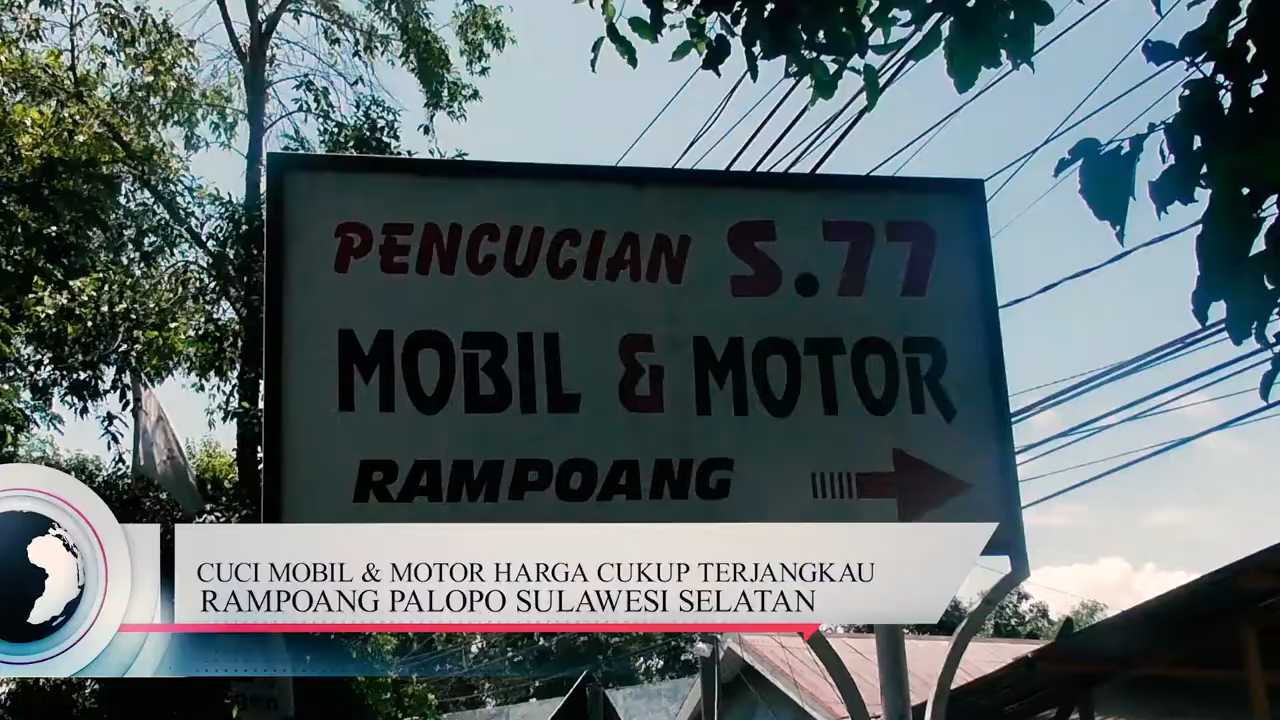 PENCUCIAN S.77
MOBIL & MOTOR
RAMPOANG
CUCI MOBIL & MOTOR HARGA CUKUP TERJANGKAU
RAMPOANG PALOPO SULAWESI SELATAN